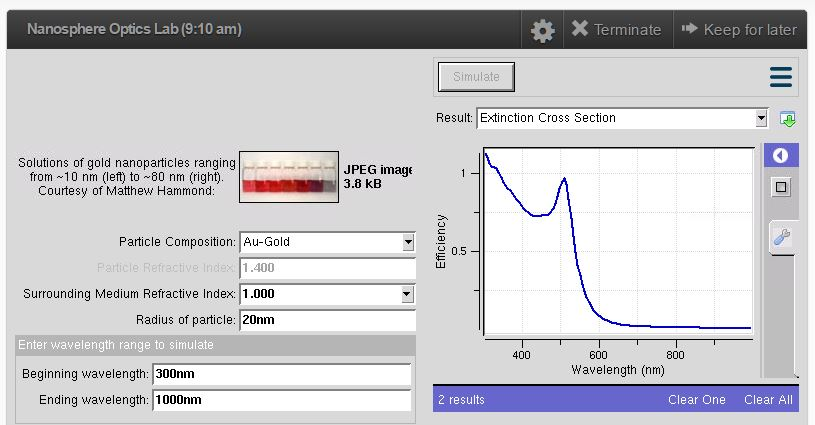 Nanosphere Optics Lab (9:10 am)
Terminate
Keep for later
Simulate
Result: Extinction Cross Section
Solutions of gold nanoparticles ranging
from ~10 nm (left) to ~80 nm (right).
Courtesy of Matthew Hammond:
JPEG image
3.8 kB
Particle Composition: Au-Gold
Particle Refractive Index: 1.400
Surrounding Medium Refractive Index: 1.000
Radius of particle: 20nm
Enter wavelength range to simulate
Beginning wavelength: 300nm
Ending wavelength: 1000nm
Efficiency
1
0.5
400 600 800
Wavelength (nm)
2 results
Clear One
Clear All